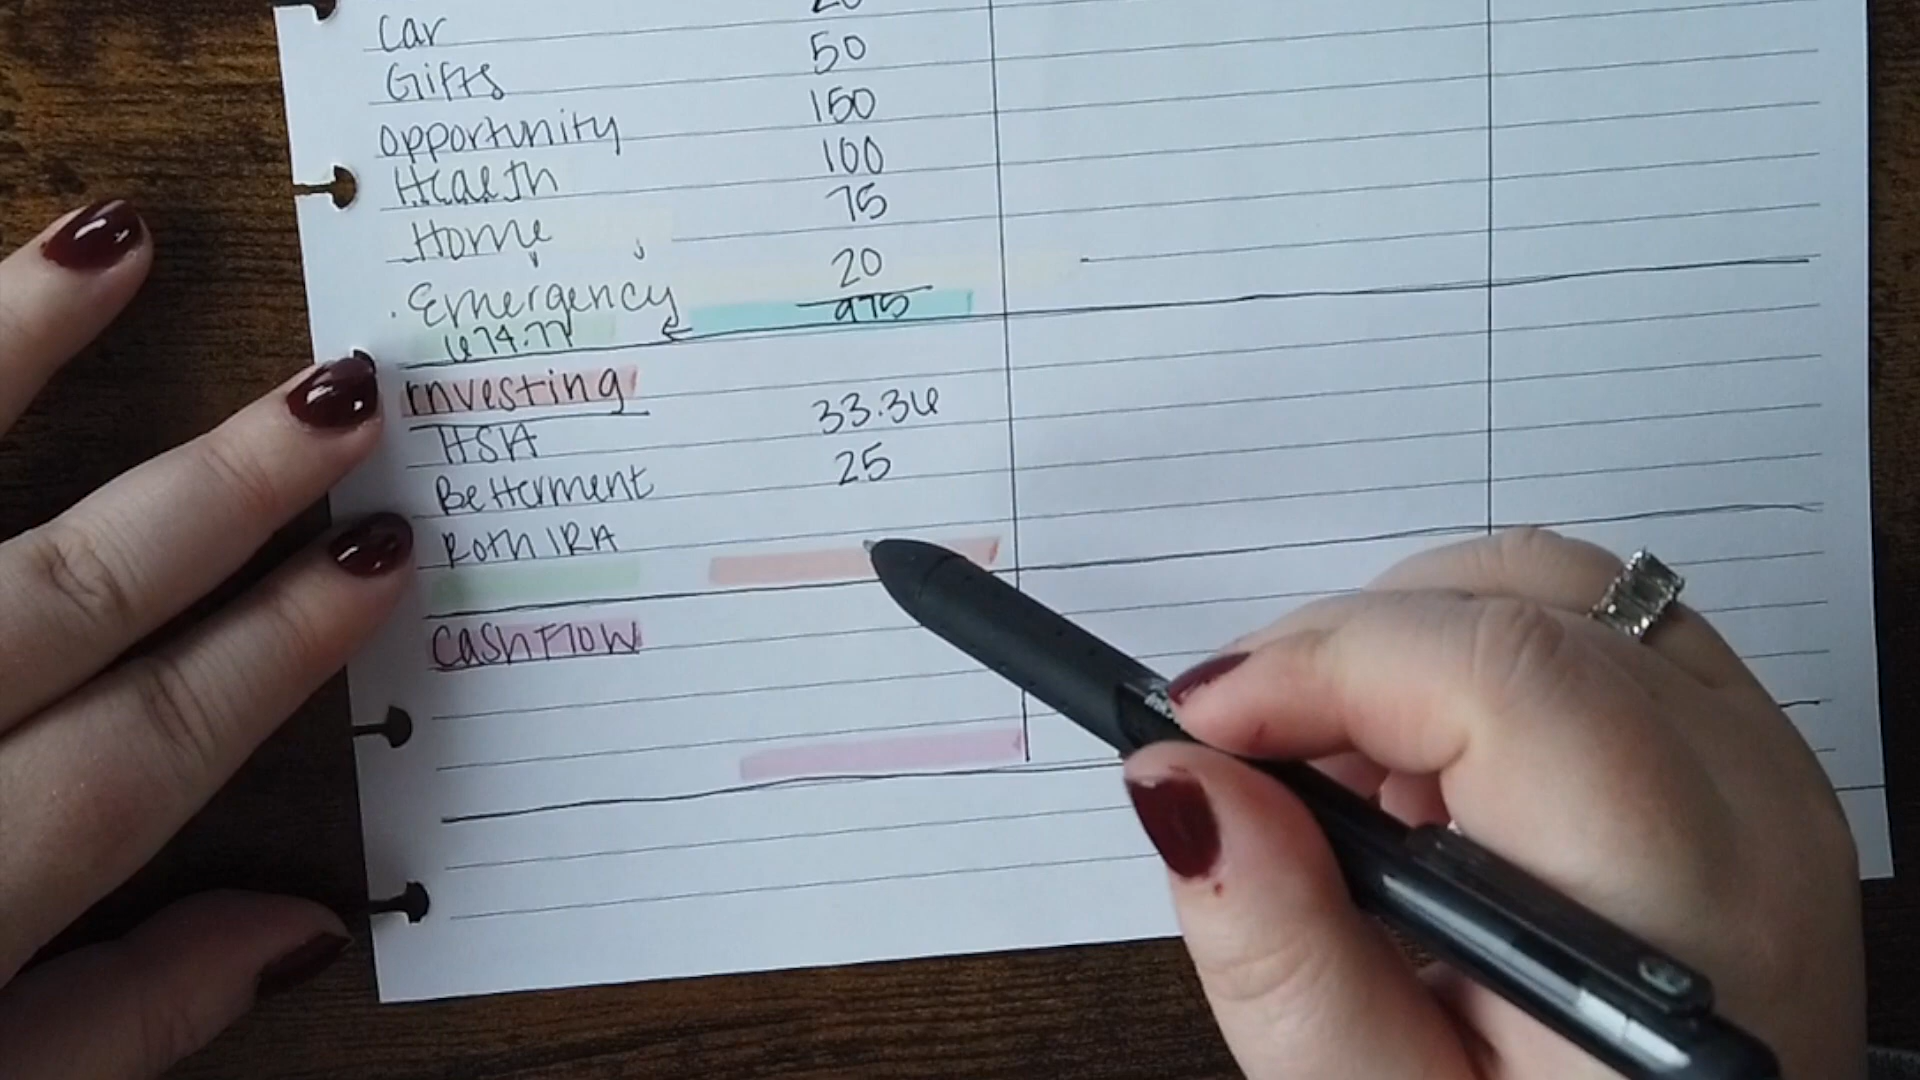 Car 20
Gifts 50
opportunity 150
Health 100
Home 75
Emergency 20
674.77 975
Investing
HSA 33.36
Betterment 25
Roth IRA
cashflow